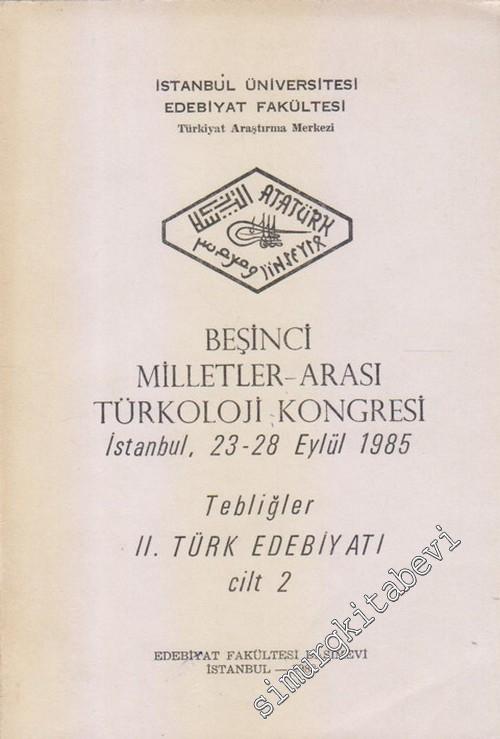 İSTANBUL ÜNİVERSİTESİ
EDEBİYAT FAKÜLTESİ
Türkiyat Araştırma Merkezi
ATATÜRK
BEŞİNCİ
MİLLETLER-ARASI
TÜRKOLOJİ KONGRESİ
İstanbul, 23-28 Eylül 1985
Tebliğler
II. TÜRK EDEBİYATI
cilt 2
EDEBİYAT FAKÜLTESİ
İSTANBUL —
simurgkitabevi